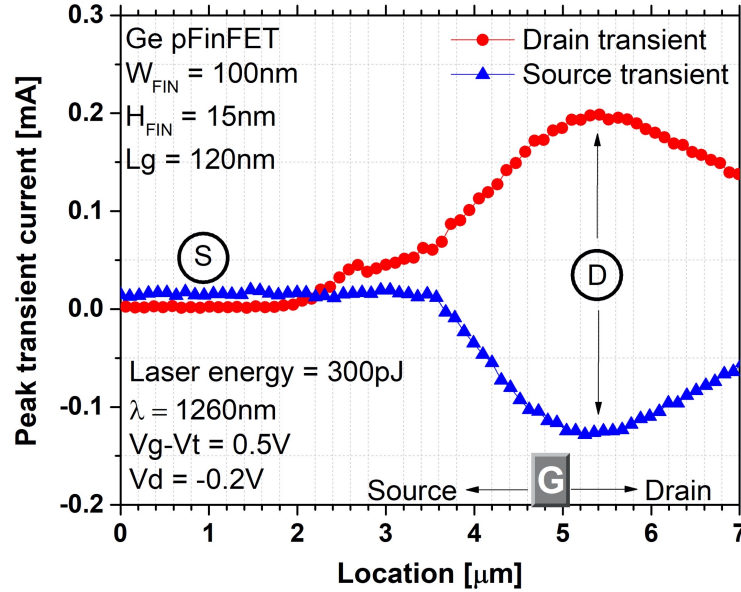 0.3
0.2
0.1
0.0
-0.1
-0.2
Peak transient current [mA]
Ge pFinFET
W_FIN = 100nm
H_FIN = 15nm
Lg = 120nm
Drain transient
Source transient
S
D
Laser energy = 300pJ
λ = 1260nm
Vg-Vt = 0.5V
Vd = -0.2V
Source
G
Drain
0 1 2 3 4 5 6 7
Location [μm]